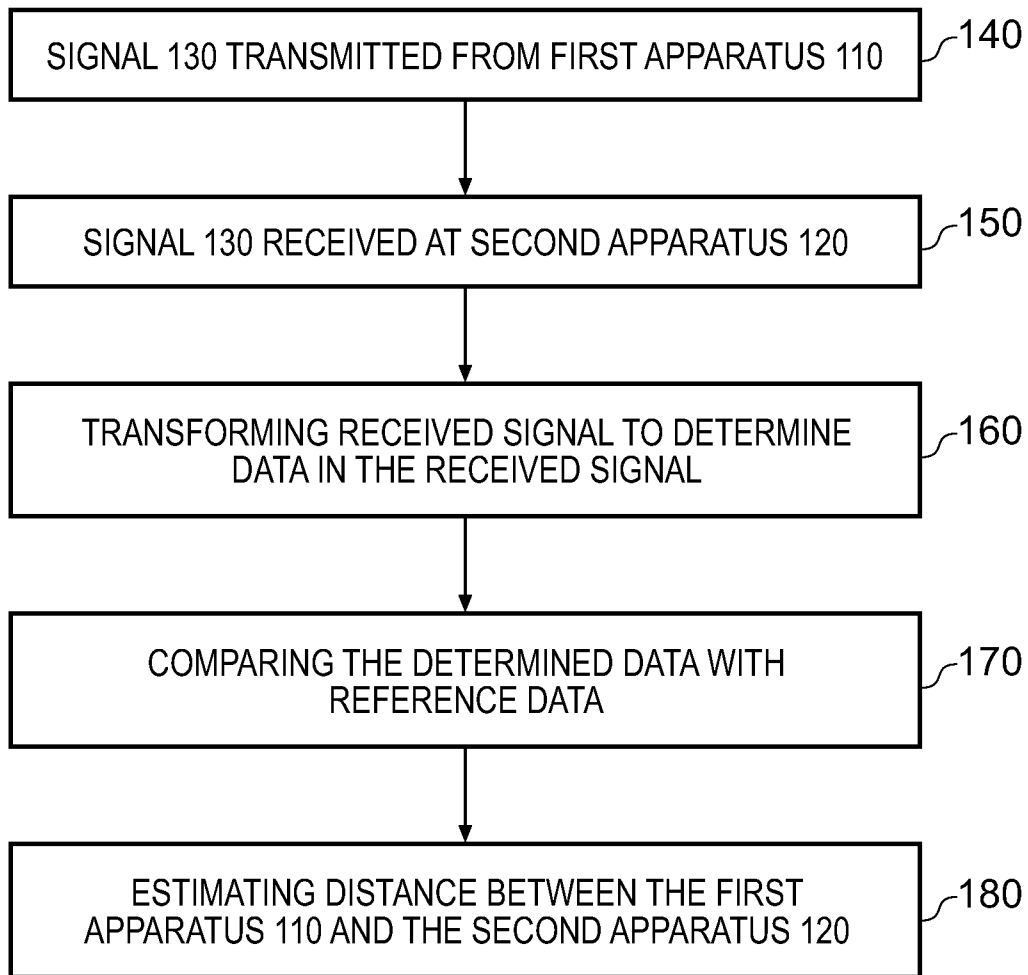 SIGNAL 130 TRANSMITTED FROM FIRST APPARATUS 110
140
SIGNAL 130 RECEIVED AT SECOND APPARATUS 120
150
TRANSFORMING RECEIVED SIGNAL TO DETERMINE
DATA IN THE RECEIVED SIGNAL
160
COMPARING THE DETERMINED DATA WITH
REFERENCE DATA
170
ESTIMATING DISTANCE BETWEEN THE FIRST
APPARATUS 110 AND THE SECOND APPARATUS 120
180